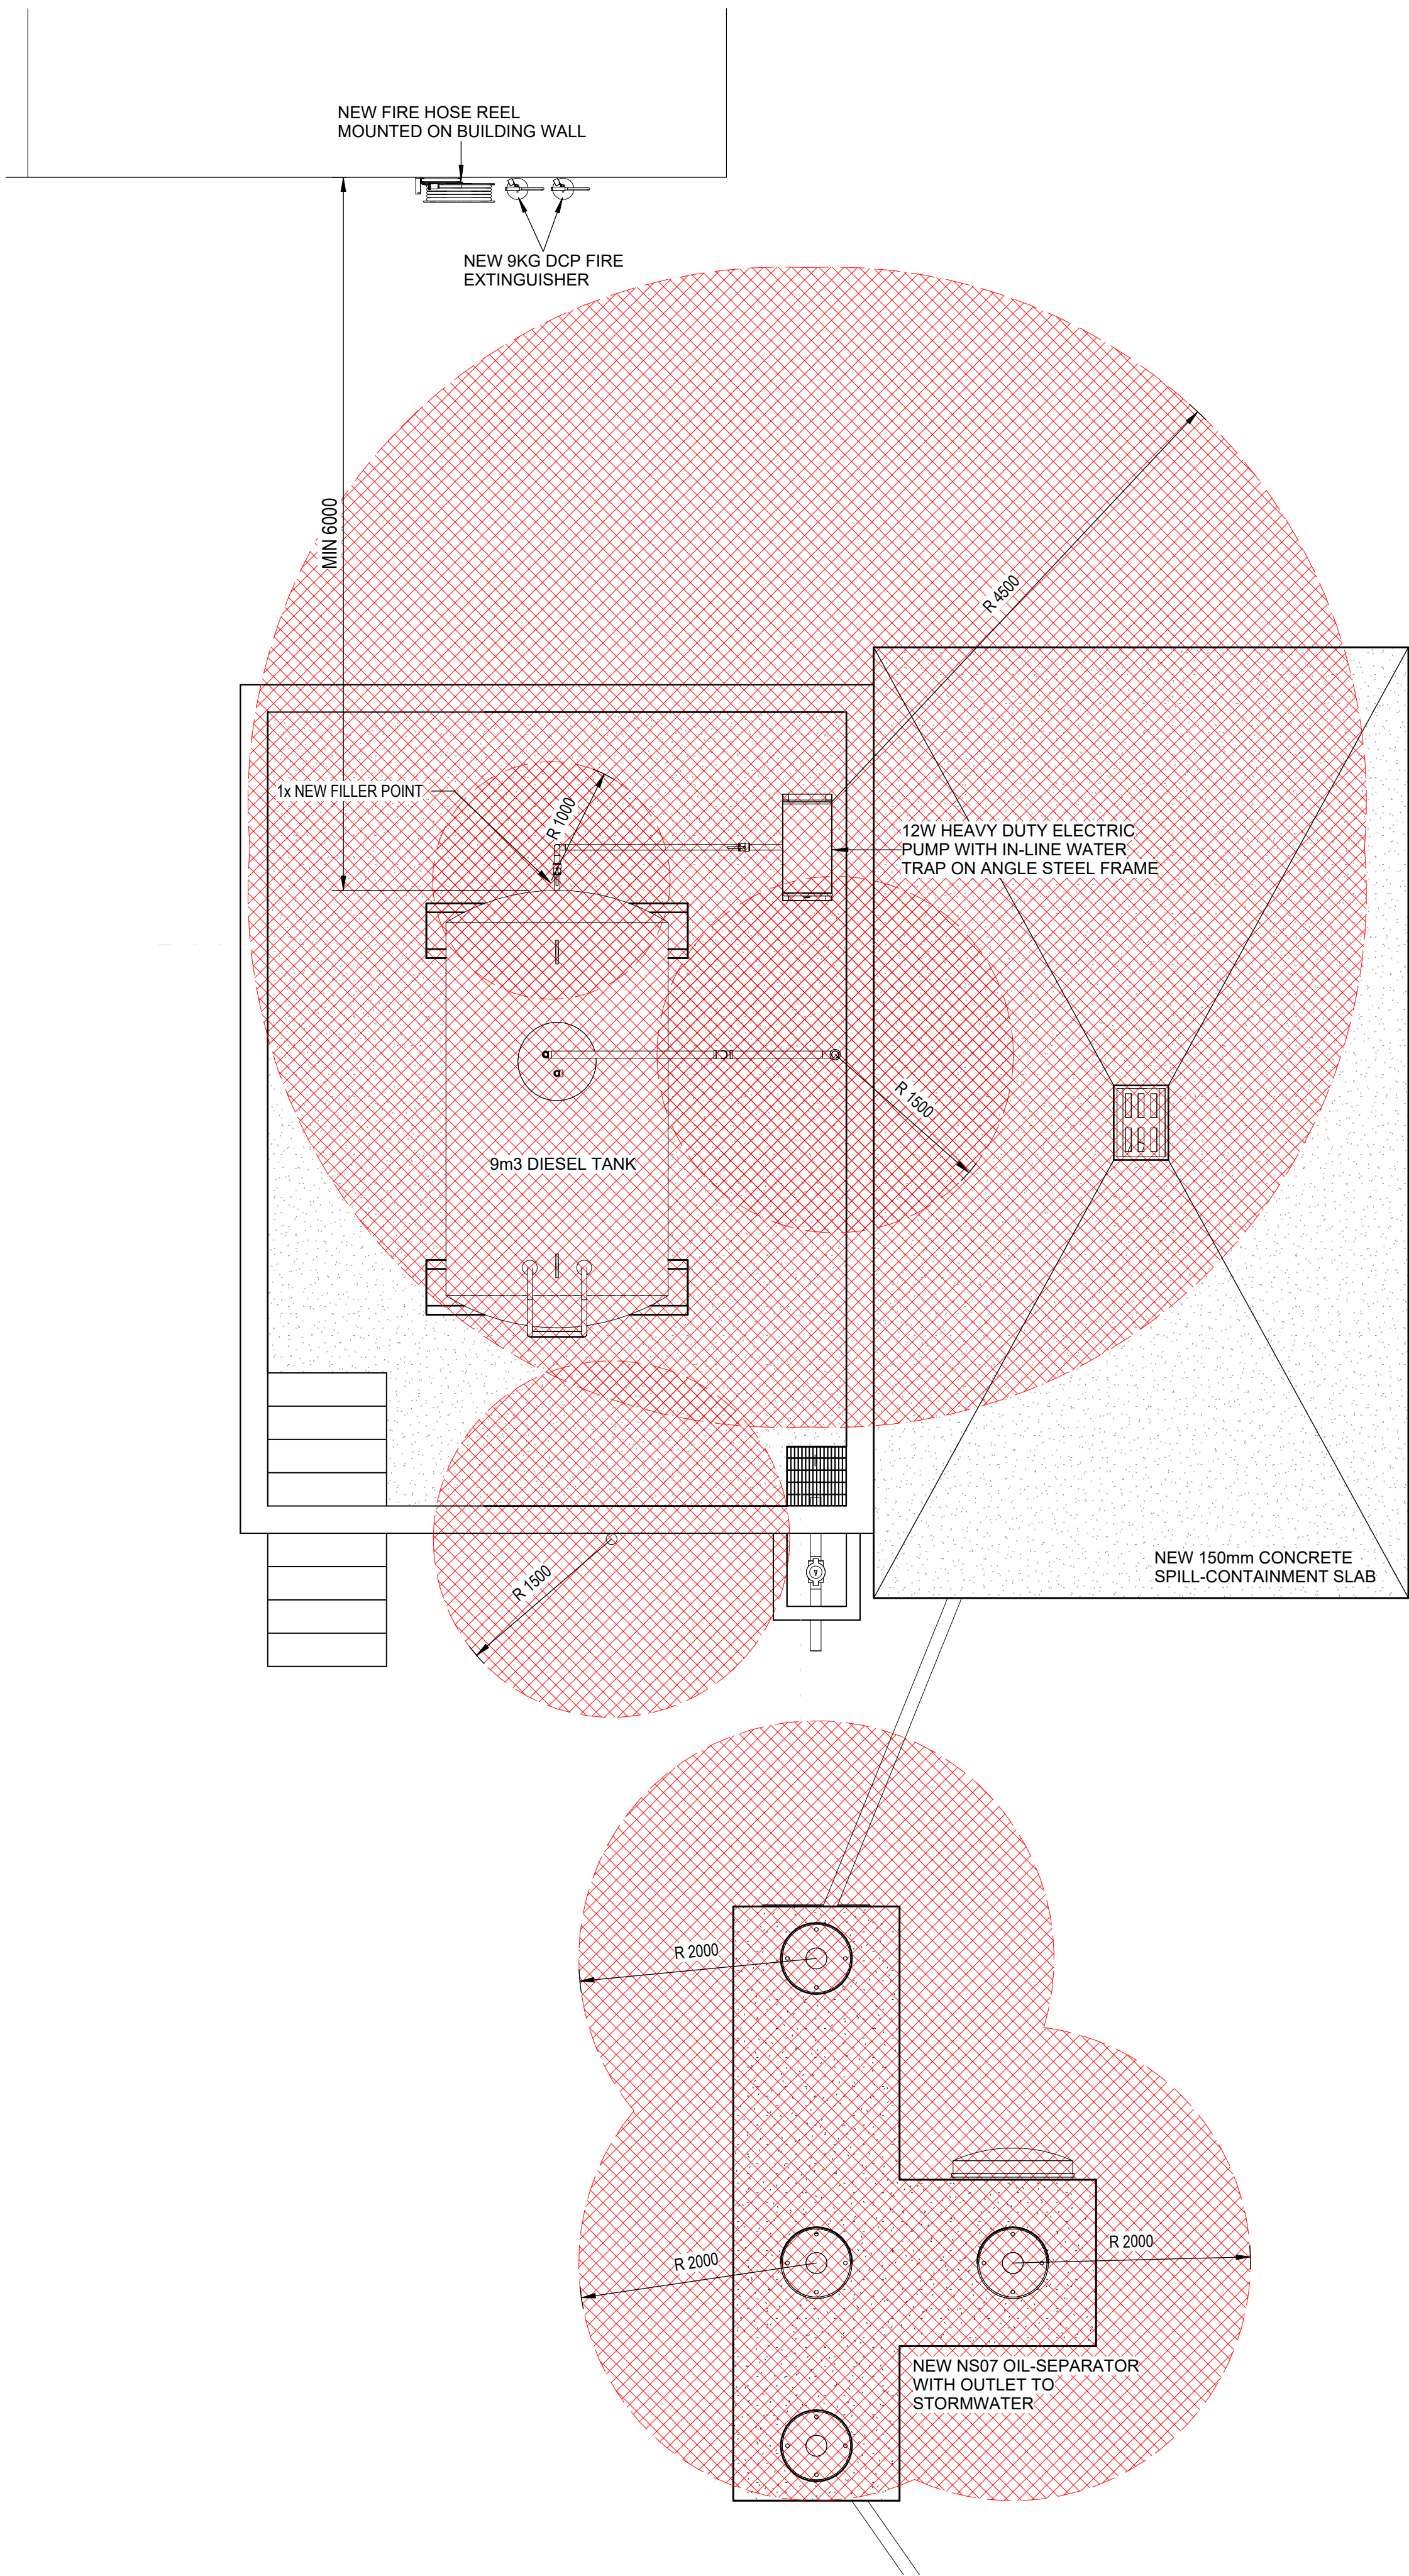 NEW FIRE HOSE REEL
MOUNTED ON BUILDING WALL
NEW 9KG DCP FIRE
EXTINGUISHER
MIN 6000
R 4500
1x NEW FILLER POINT
R 1000
12W HEAVY DUTY ELECTRIC
PUMP WITH IN-LINE WATER
TRAP ON ANGLE STEEL FRAME
R 1500
9m3 DIESEL TANK
NEW 150mm CONCRETE
SPILL-CONTAINMENT SLAB
R 1500
R 2000
R 2000
R 2000
NEW NS07 OIL-SEPARATOR
WITH OUTLET TO
STORMWATER